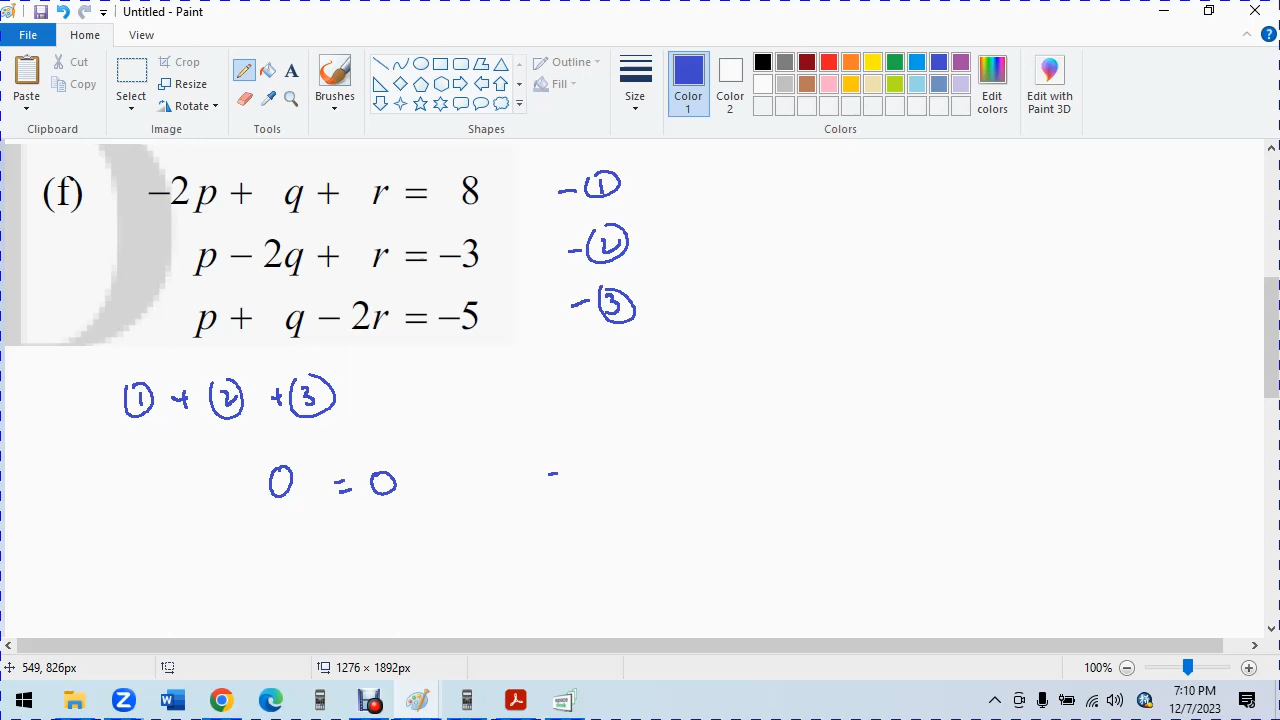 Untitled - Paint
File Home View
Paste Cut Copy Select Crop Resize Rotate A Brushes Outline Fill Size Color 1 Color 2 Edit colors Edit with Paint 3D
Clipboard Image Tools Shapes Colors
(f) −2p + q + r = 8 - ①
p − 2q + r = −3 - ②
p + q − 2r = −5 - ③
① + ② + ③
0 = 0 -
549, 826px 1276 × 1892px 100%
7:10 PM
12/7/2023